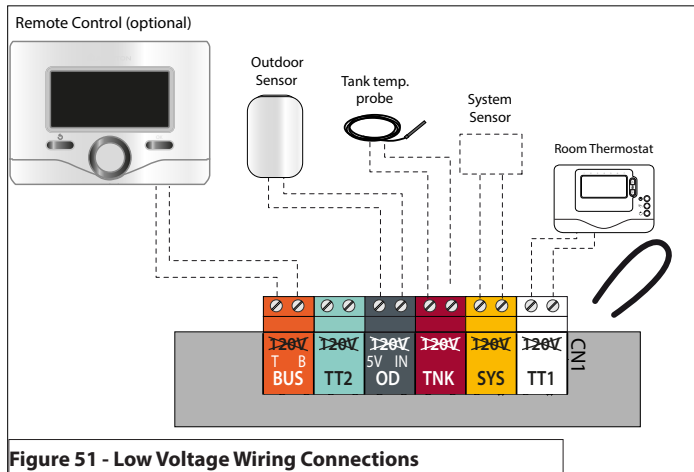 Remote Control (optional)
Outdoor
Sensor
Tank temp.
probe
System
Sensor
Room Thermostat
120V 120V 120V 120V 120V 120V
T B 5V IN
BUS TT2 OD TNK SYS TT1
CN1
Figure 51 - Low Voltage Wiring Connections